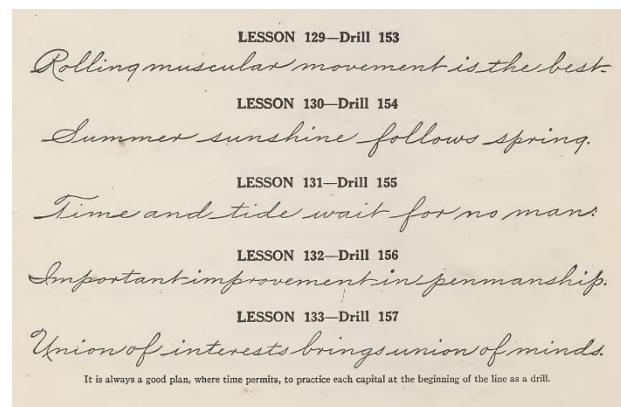 LESSON 129—Drill 153
Rolling muscular movement is the best.
LESSON 130—Drill 154
Summer sunshine follows spring.
LESSON 131—Drill 155
Time and tide wait for no man.
LESSON 132—Drill 156
Important improvement in penmanship.
LESSON 133—Drill 157
Union of interests brings union of minds.
It is always a good plan, where time permits, to practice each capital at the beginning of the line as a drill.